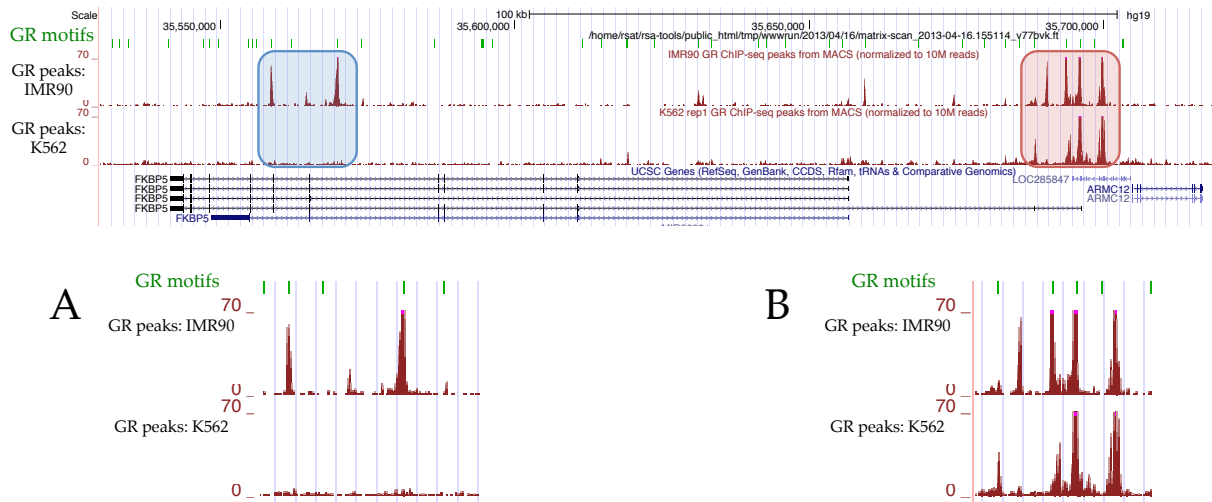 Scale 100 kb hg19
35,550,000 35,600,000 35,650,000 35,700,000
GR motifs
/home/rsat/rsa-tools/public_html/tmp/wwwrun/2013/04/16/matrix-scan_2013-04-16.155114_v77bvk.ft
IMR90 GR ChIP-seq peaks from MACS (normalized to 10M reads)
70
GR peaks:
IMR90
0
K562 rep1 GR ChIP-seq peaks from MACS (normalized to 10M reads)
70
GR peaks:
K562
0
UCSC Genes (RefSeq, GenBank, CCDS, Rfam, tRNAs & Comparative Genomics)
FKBP5 LOC285847
FKBP5 ARMC12
FKBP5 ARMC12
FKBP5
FKBP5
A
GR motifs
70
GR peaks: IMR90
0
70
GR peaks: K562
0
B
GR motifs
70
GR peaks: IMR90
0
70
GR peaks: K562
0